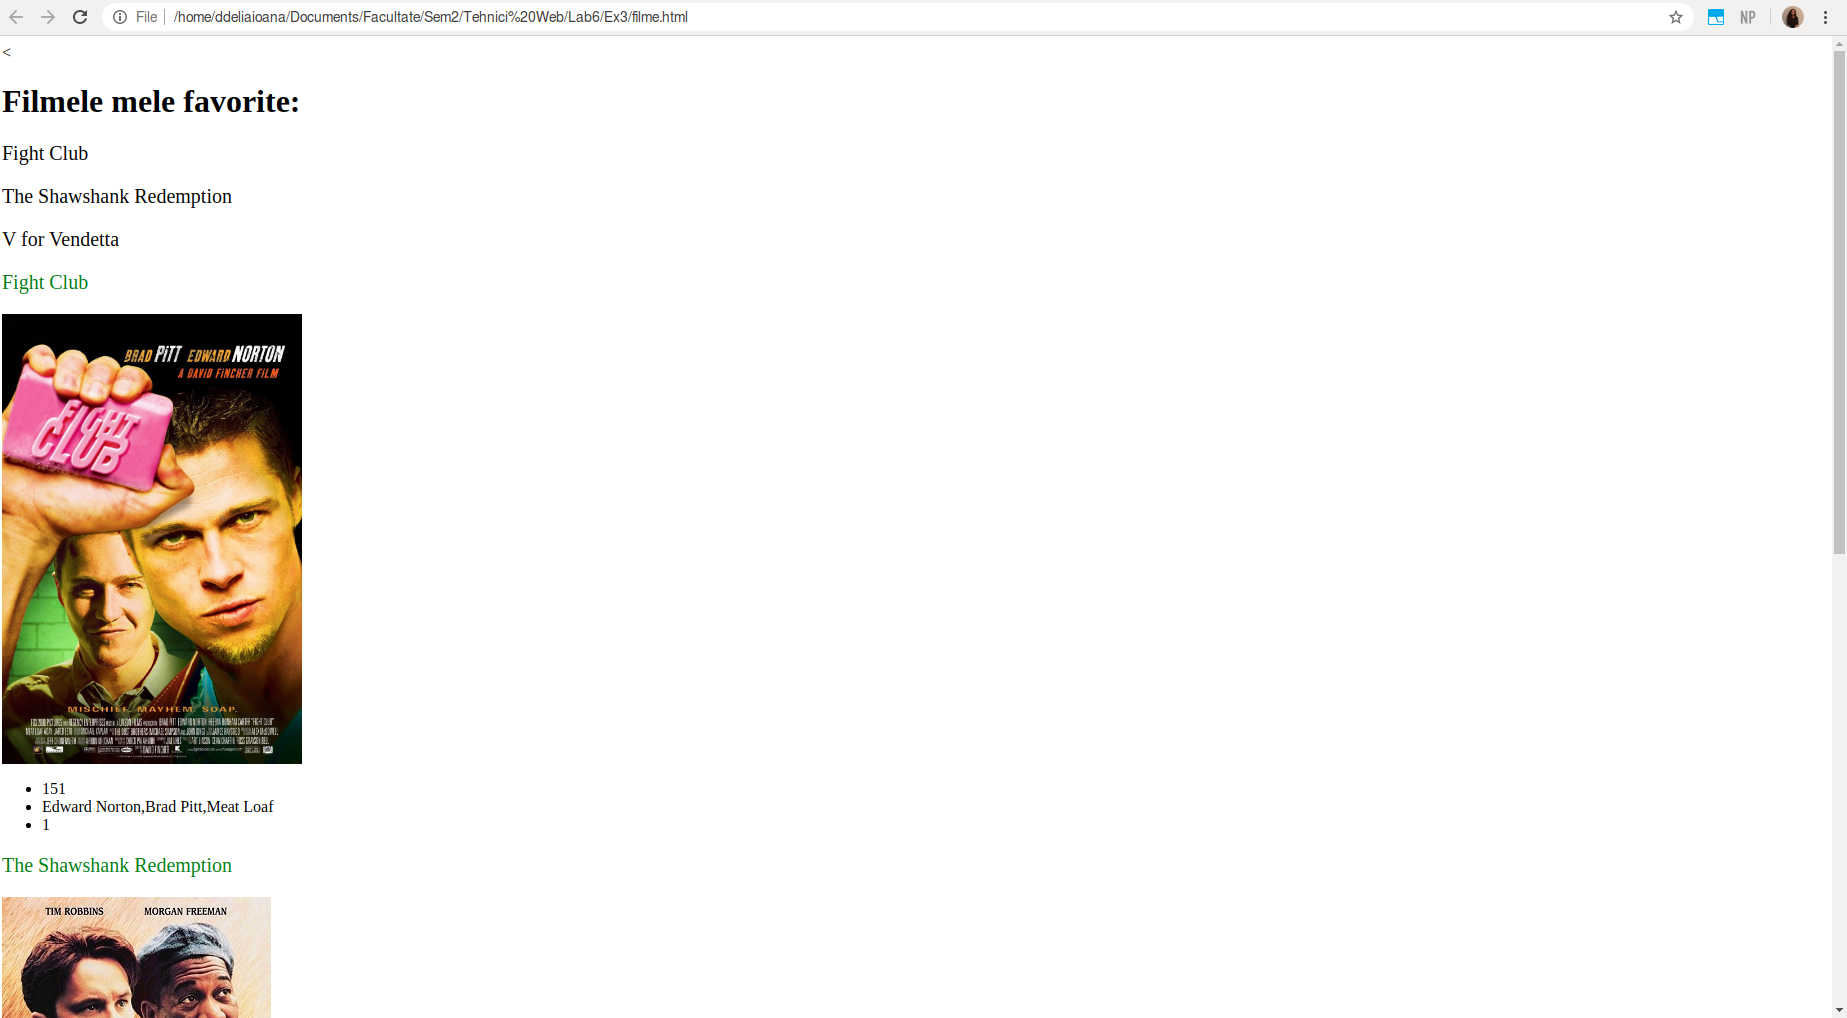 File
/home/ddeliaioana/Documents/Facultate/Sem2/Tehnici%20Web/Lab6/Ex3/filme.html
NP
<
Filmele mele favorite:
Fight Club
The Shawshank Redemption
V for Vendetta
Fight Club
BRAD PITT EDWARD NORTON
A DAVID FINCHER FILM
FIGHT
CLUB
MISCHIEF. MAYHEM. SOAP.
151
Edward Norton,Brad Pitt,Meat Loaf
1
The Shawshank Redemption
TIM ROBBINS MORGAN FREEMAN